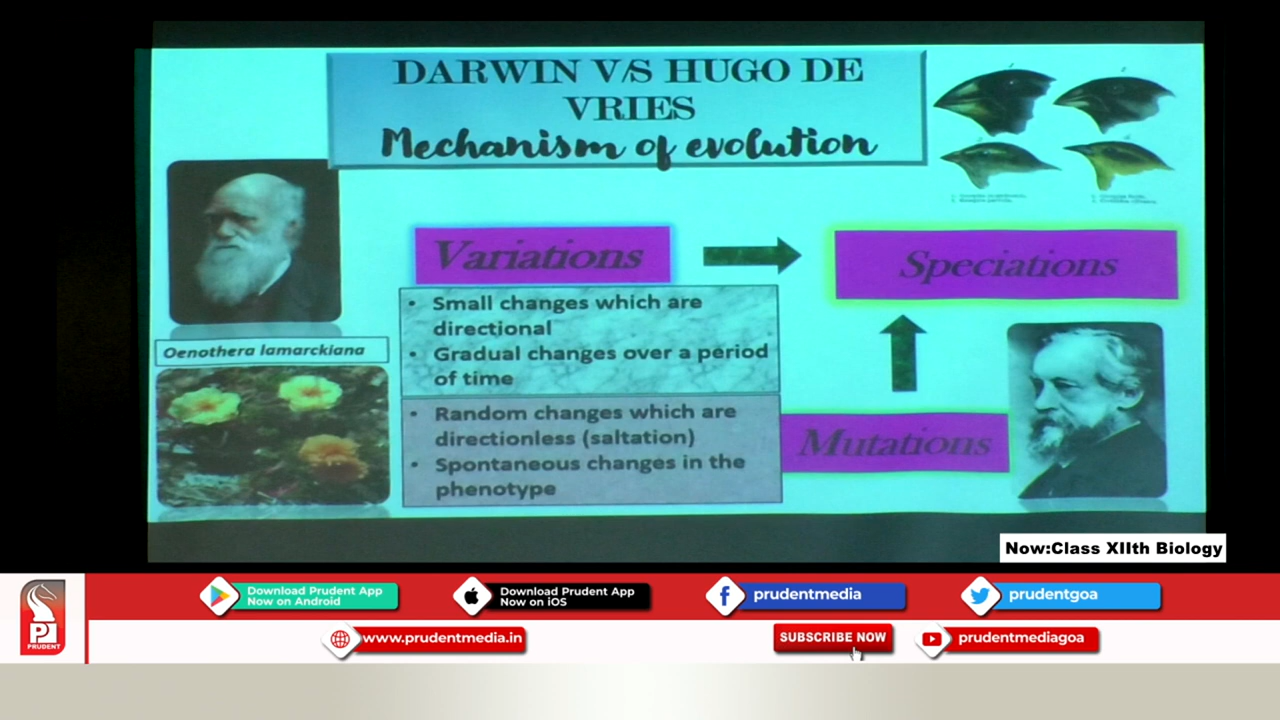 DARWIN V/S HUGO DE
VRIES
Mechanism of evolution
Variations
Speciations
• Small changes which are
directional
• Gradual changes over a period
of time
Oenothera lamarckiana
• Random changes which are
directionless (saltation)
• Spontaneous changes in the
phenotype
Mutations
Now:Class XIIth Biology
Download Prudent App
Now on Android
Download Prudent App
Now on iOS
prudentmedia
prudentgoa
PRUDENT
www.prudentmedia.in
SUBSCRIBE NOW
prudentmediagoa